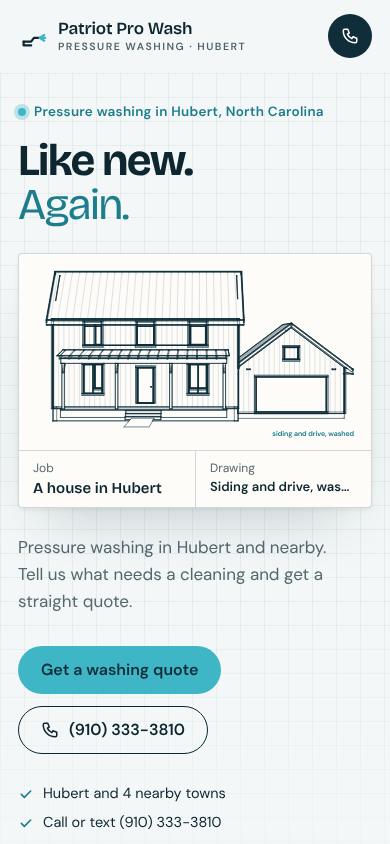 Patriot Pro Wash
PRESSURE WASHING · HUBERT
Pressure washing in Hubert, North Carolina
Like new.
Again.
siding and drive, washed
Job
A house in Hubert
Drawing
Siding and drive, was...
Pressure washing in Hubert and nearby.
Tell us what needs a cleaning and get a
straight quote.
Get a washing quote
(910) 333-3810
Hubert and 4 nearby towns
Call or text (910) 333-3810